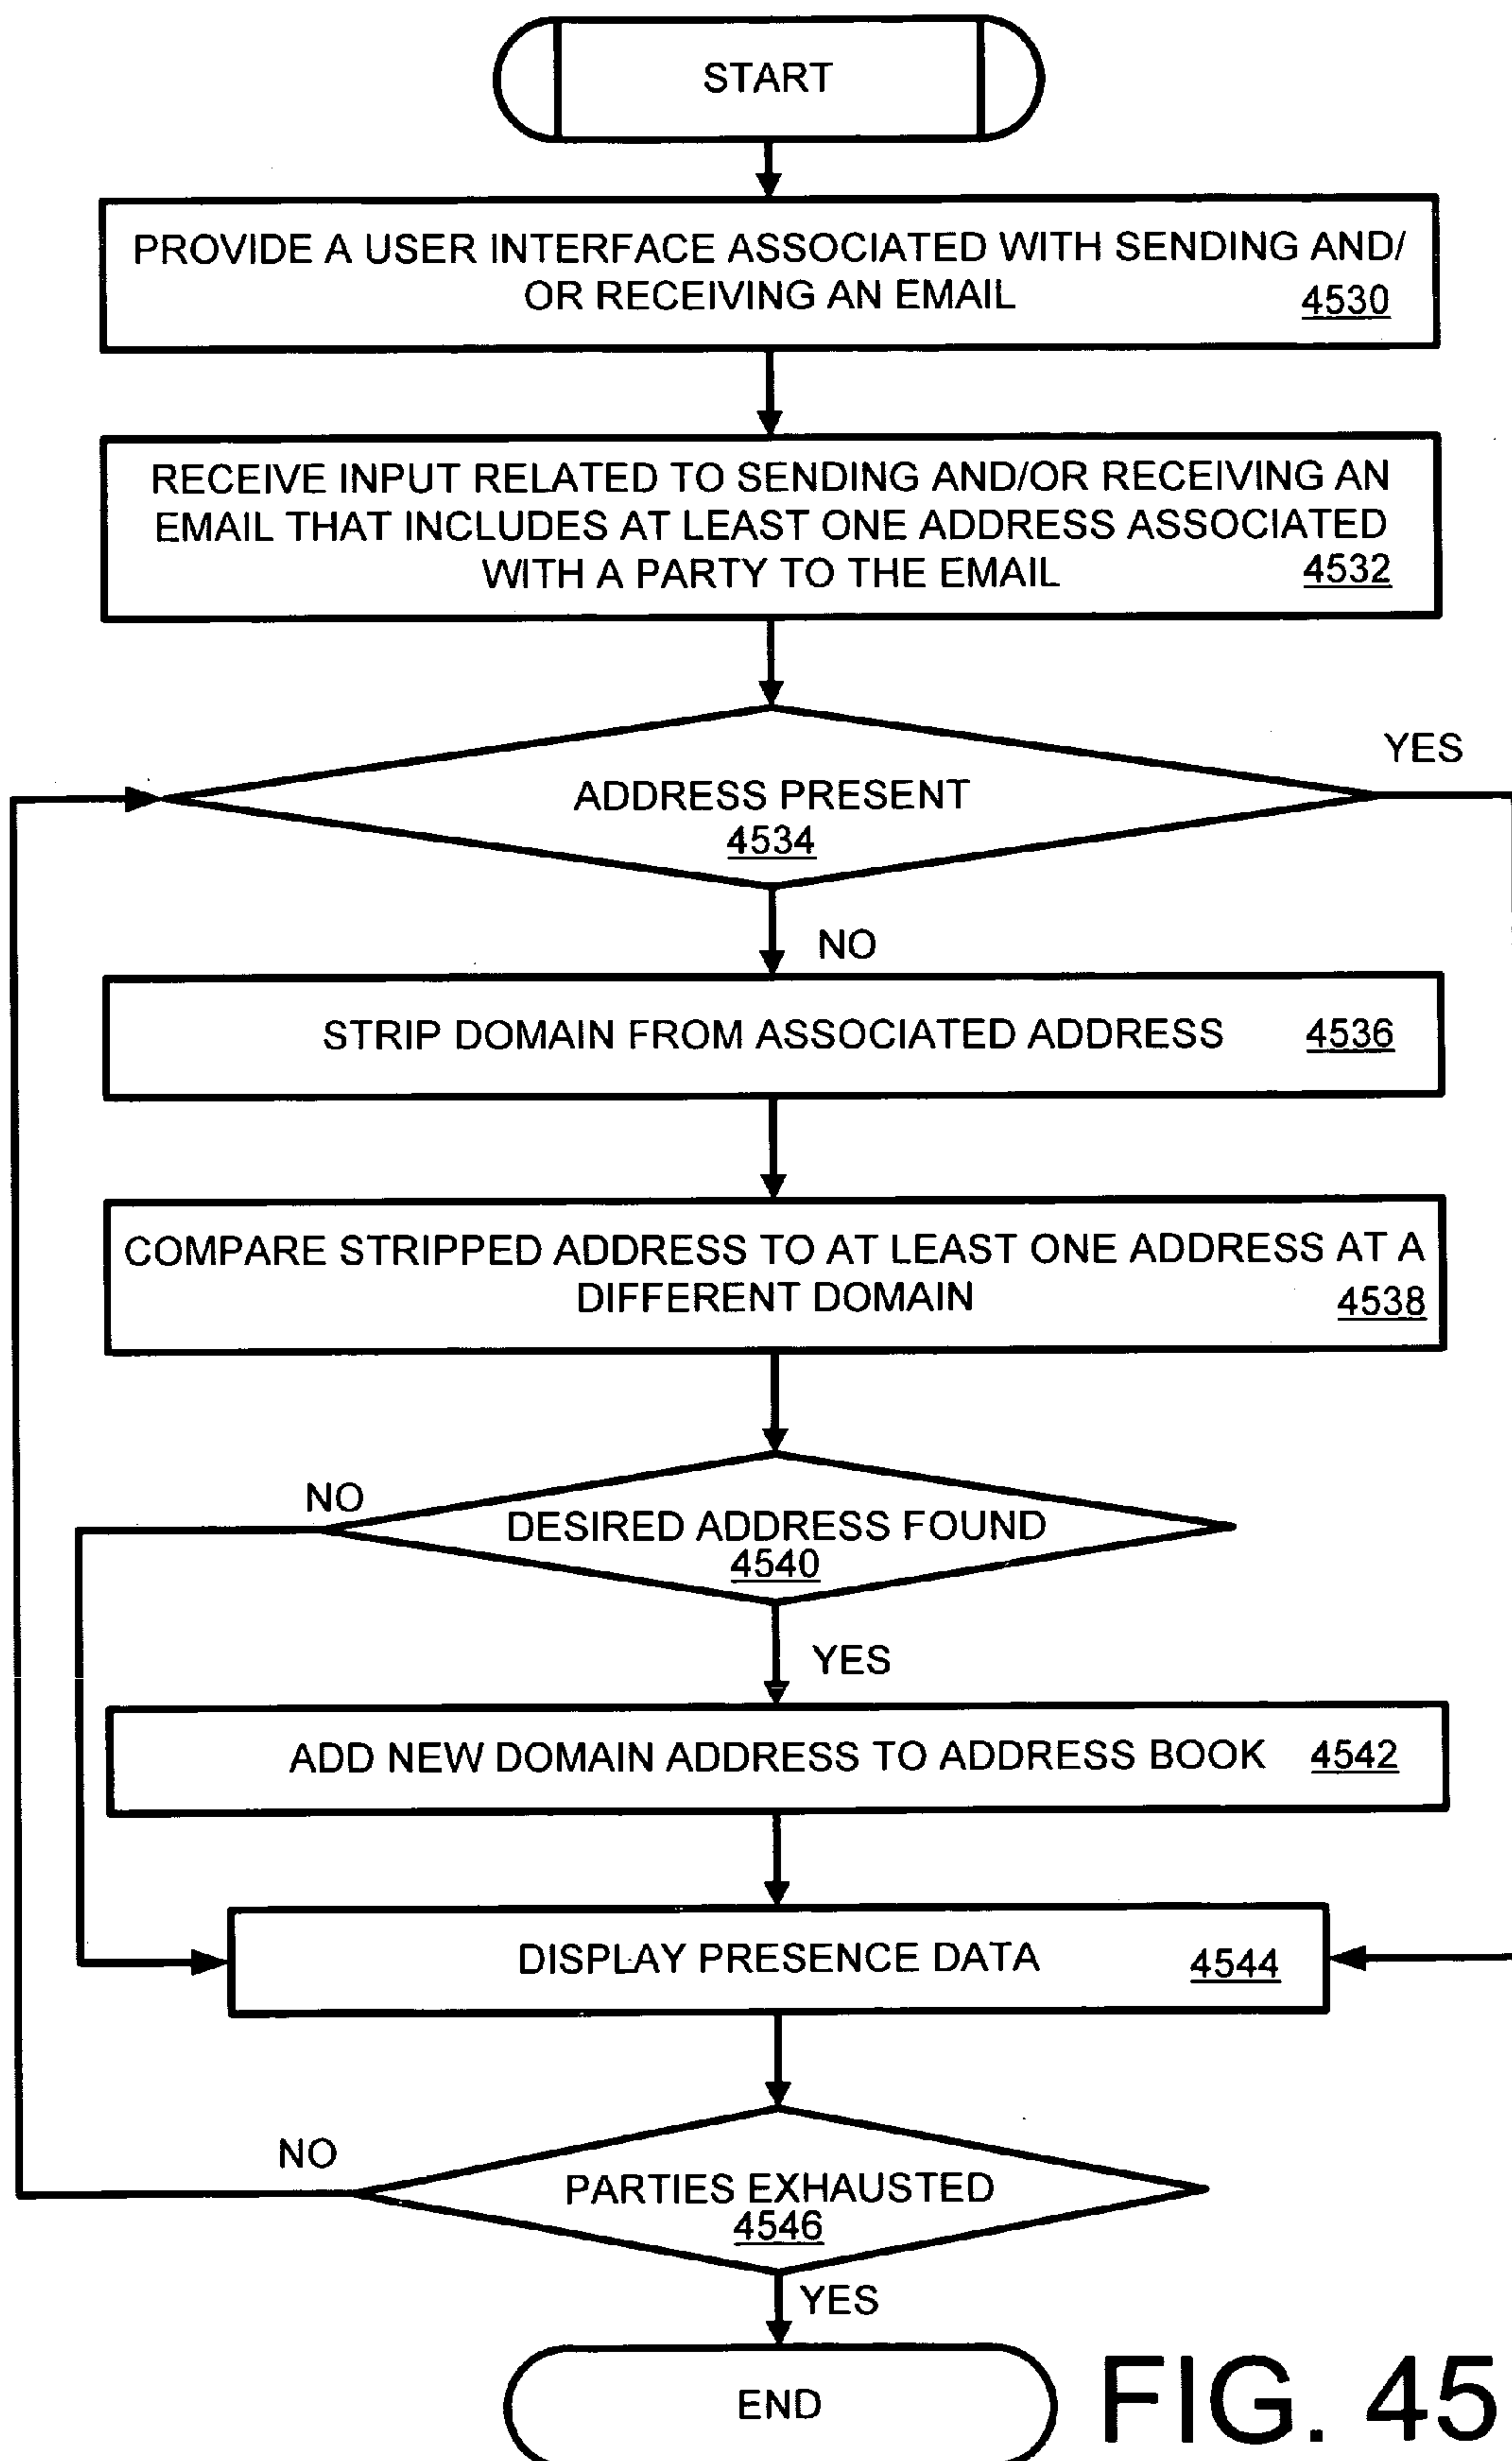 START
PROVIDE A USER INTERFACE ASSOCIATED WITH SENDING AND/
OR RECEIVING AN EMAIL 4530
RECEIVE INPUT RELATED TO SENDING AND/OR RECEIVING AN
EMAIL THAT INCLUDES AT LEAST ONE ADDRESS ASSOCIATED
WITH A PARTY TO THE EMAIL 4532
YES
ADDRESS PRESENT
4534
NO
STRIP DOMAIN FROM ASSOCIATED ADDRESS 4536
COMPARE STRIPPED ADDRESS TO AT LEAST ONE ADDRESS AT A
DIFFERENT DOMAIN 4538
NO
DESIRED ADDRESS FOUND
4540
YES
ADD NEW DOMAIN ADDRESS TO ADDRESS BOOK 4542
DISPLAY PRESENCE DATA 4544
NO
PARTIES EXHAUSTED
4546
YES
END
FIG. 45